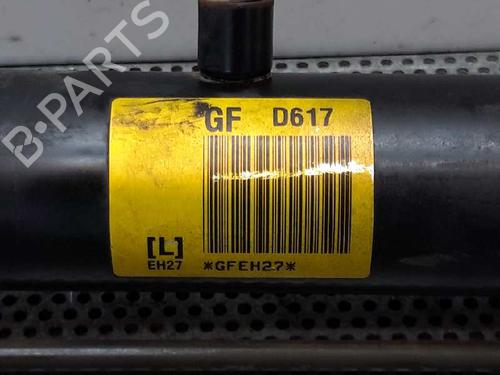 GF D617
[L]
EH27
*GFEH27*
B-PARTS